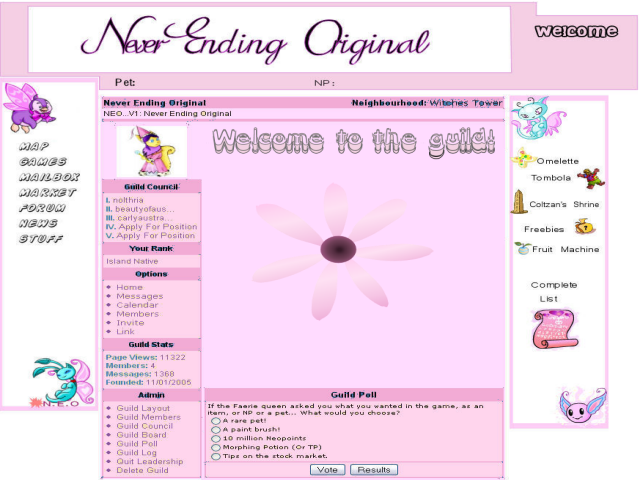 Never Ending Original
welcome
Pet:
NP:
MAP
GAMES
MAILBOX
MARKET
FORUM
NEWS
STUFF
N.E.O
Never Ending Original
Neighbourhood: Witches Tower
NEO...V1: Never Ending Original
Guild Council
I. nolthria
II. beautyofaus...
III. carlyaustra...
IV. Apply For Position
V. Apply For Position
Your Rank
Island Native
Options
Home
Messages
Calendar
Members
Invite
Link
Guild Stats
Page Views: 11322
Members: 4
Messages: 1368
Founded: 11/01/2005
Admin
Guild Layout
Guild Members
Guild Council
Guild Board
Guild Poll
Guild Log
Quit Leadership
Delete Guild
Welcome to the guild!
Guild Poll
If the Faerie queen asked you what you wanted in the game, as an
item, or NP or a pet... What would you choose?
A rare pet!
A paint brush!
10 million Neopoints
Morphing Potion (Or TP)
Tips on the stock market.
Vote
Results
Omelette
Tombola
Coltzan's Shrine
Freebies
Fruit Machine
Complete
List